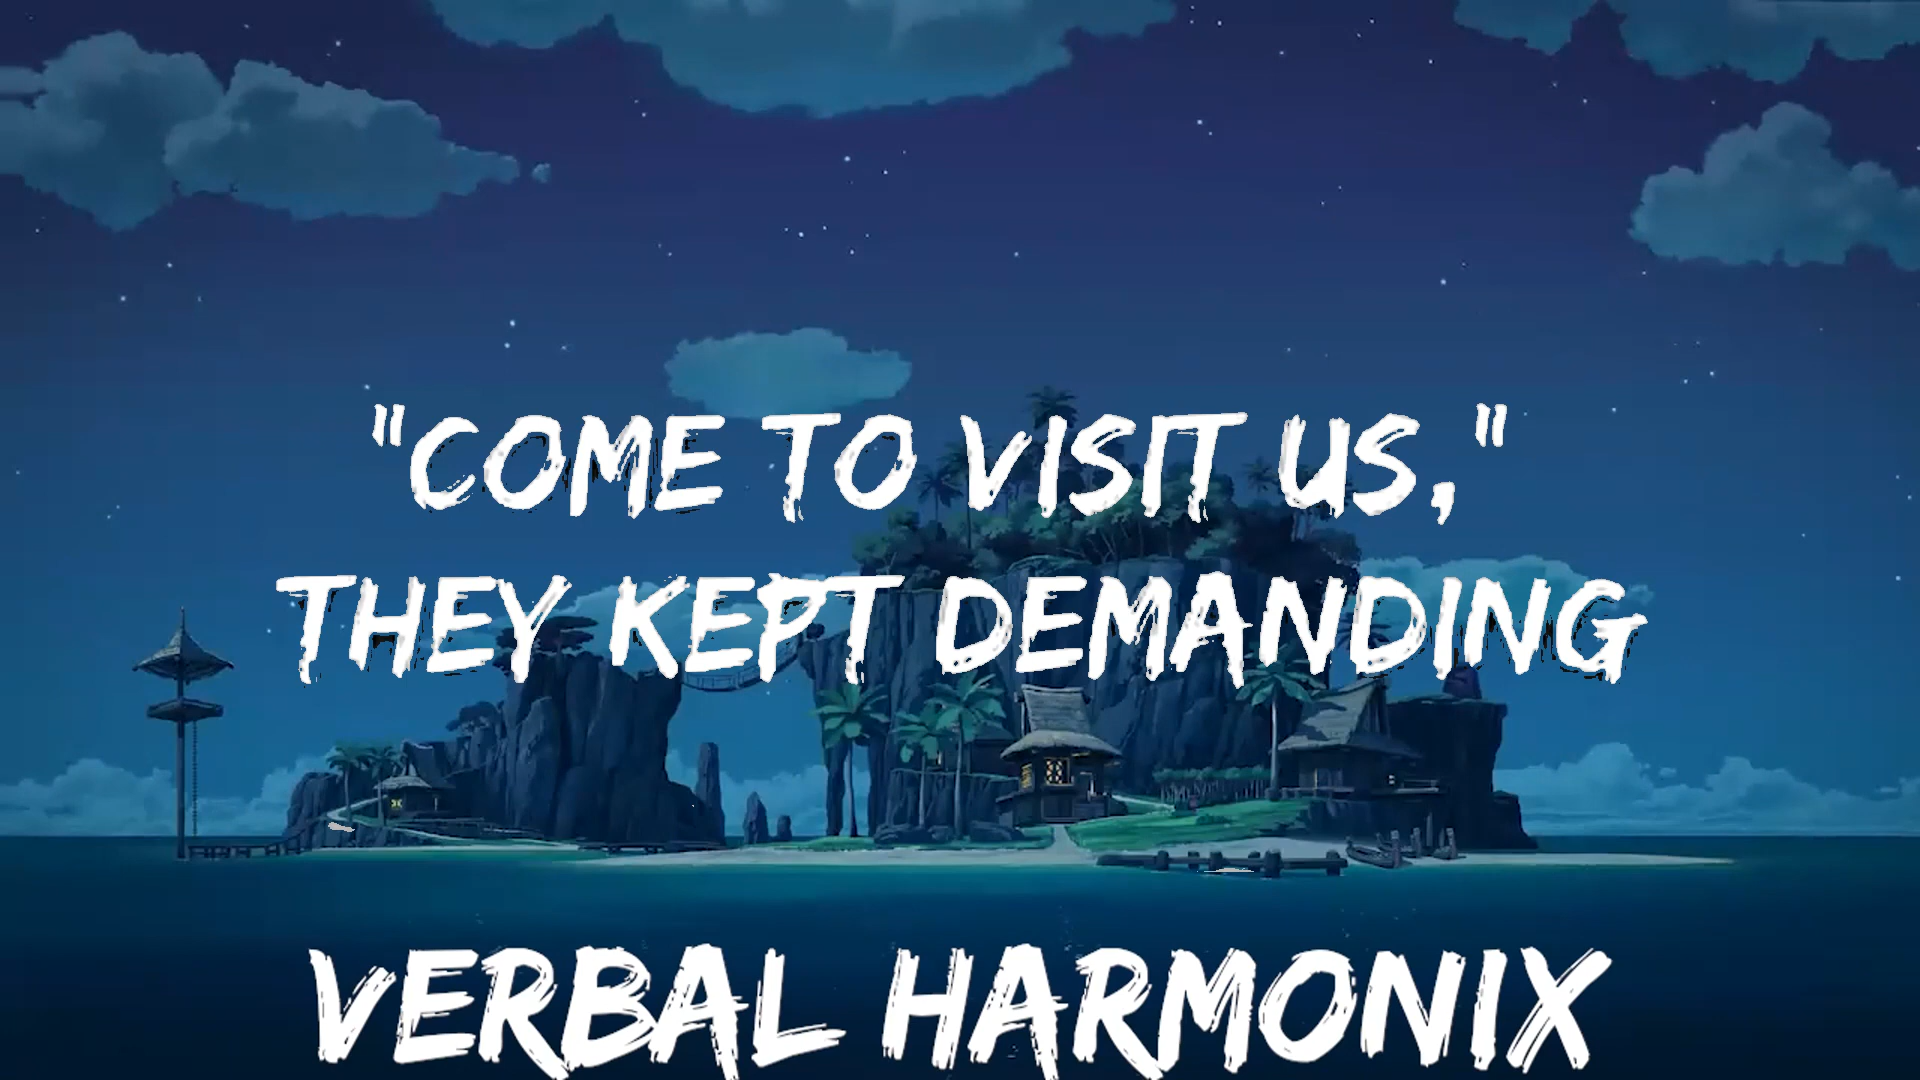 "COME TO VISIT US,"
THEY KEPT DEMANDING
VERBAL HARMONIX